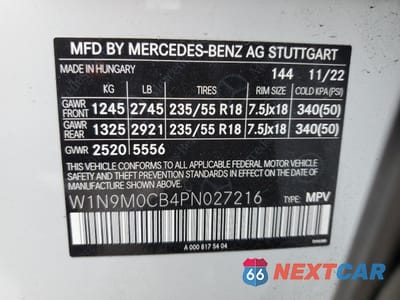 MFD BY MERCEDES-BENZ AG STUTTGART
MADE IN HUNGARY 144 11/22
KG LB TIRES RIM SIZE COLD KPA (PSI)
GAWR FRONT 1245 2745 235/55 R18 7.5Jx18 340(50)
GAWR REAR 1325 2921 235/55 R18 7.5Jx18 340(50)
GVWR 2520 5556
THIS VEHICLE CONFORMS TO ALL APPLICABLE FEDERAL
MOTOR VEHICLE SAFETY, BUMPER, AND THEFT
PREVENTION STANDARDS IN EFFECT ON THE DATE OF
MANUFACTURE SHOWN ABOVE.
W1N9M0CB4PN027216 TYPE: MPV
A 000 817 54 04
66 NEXTCAR